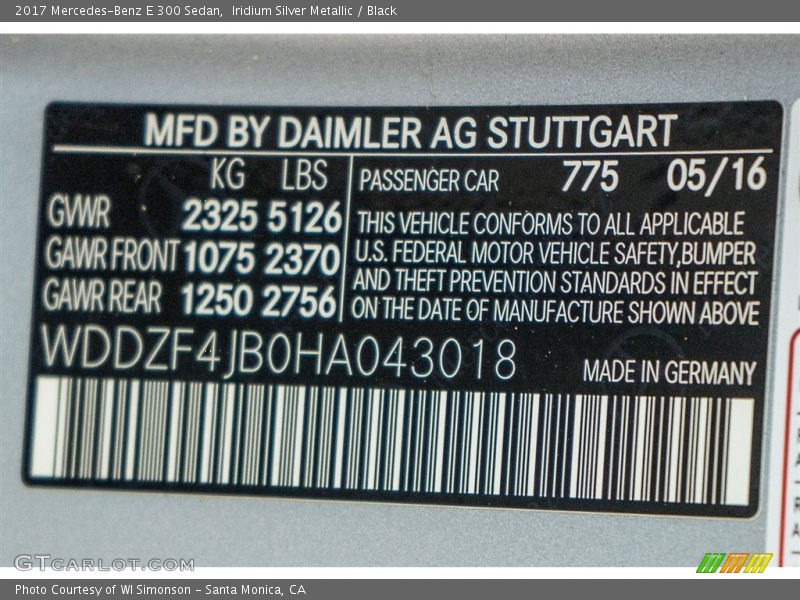 2017 Mercedes-Benz E 300 Sedan, Iridium Silver Metallic / Black
MFD BY DAIMLER AG STUTTGART
KG LBS
GVWR 2325 5126
GAWR FRONT 1075 2370
GAWR REAR 1250 2756
PASSENGER CAR 775 05/16
THIS VEHICLE CONFORMS TO ALL APPLICABLE
U.S. FEDERAL MOTOR VEHICLE SAFETY, BUMPER
AND THEFT PREVENTION STANDARDS IN EFFECT
ON THE DATE OF MANUFACTURE SHOWN ABOVE
WDDZF4JB0HA043018
MADE IN GERMANY
GTCARLOT.COM
Photo Courtesy of WI Simonson - Santa Monica, CA